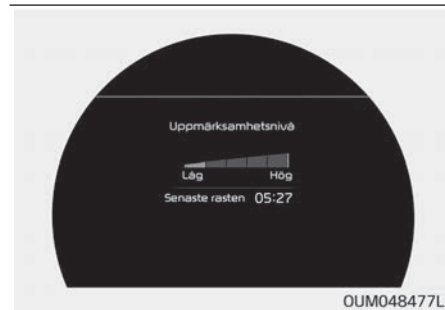 Uppmärksamhetsnivå
Låg Hög
Senaste rasten 05:27
OUM048477L